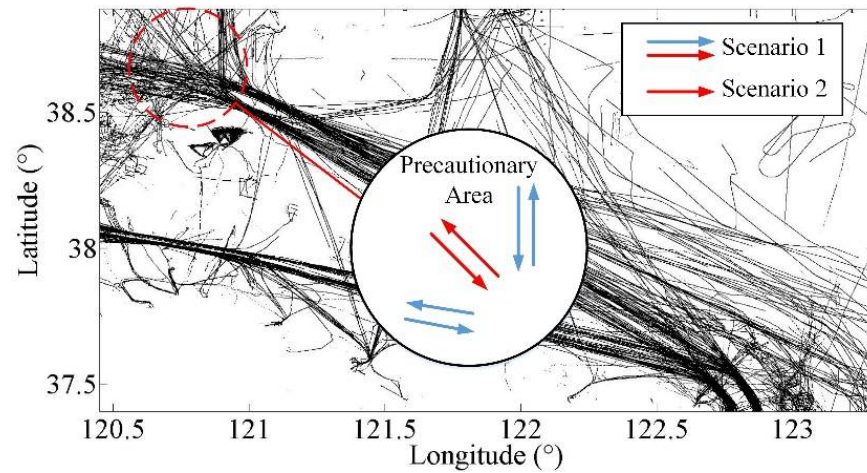 Scenario 1
Scenario 2
Precautionary
Area
Latitude (°)
38.5
38
37.5
120.5 121 121.5 122 122.5 123
Longitude (°)